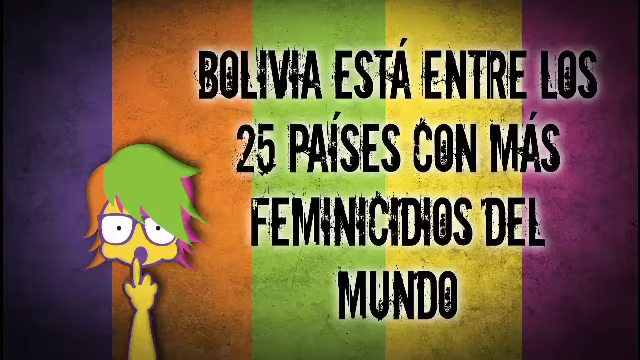 BOLIVIA ESTÁ ENTRE LOS
25 PAÍSES CON MÁS
FEMINICIDIOS DEL
MUNDO